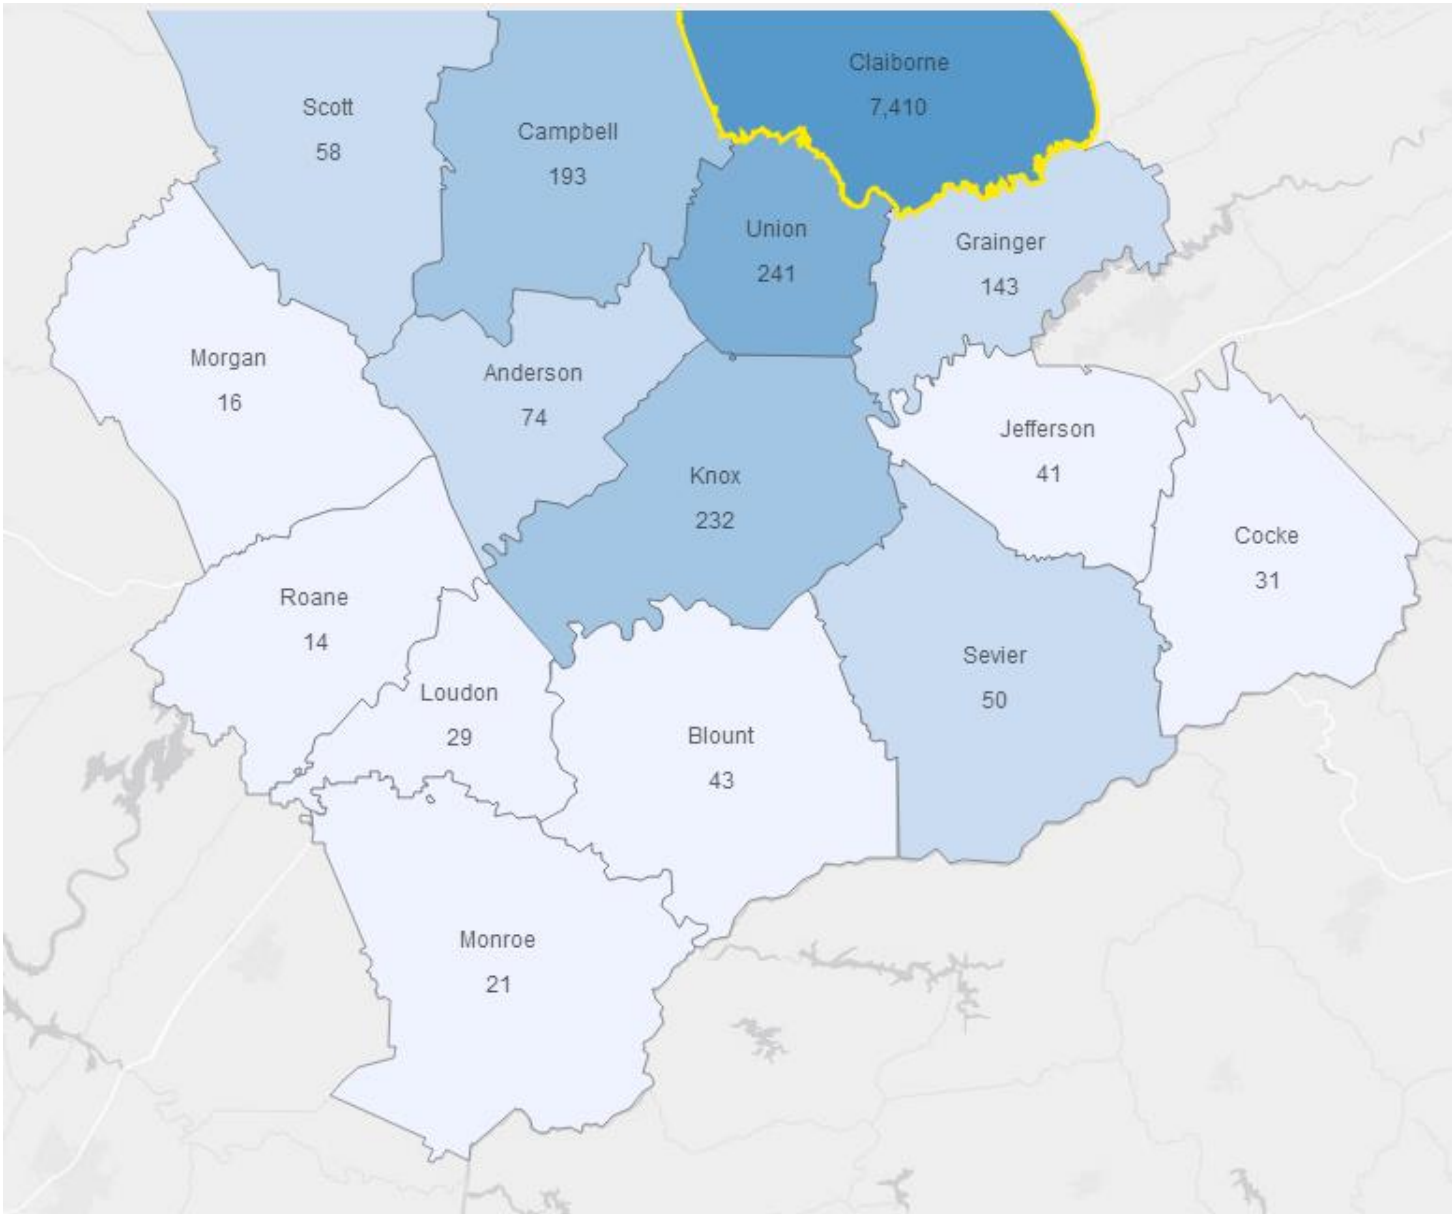 Claiborne
7,410
Scott
58
Campbell
193
Union
241
Grainger
143
Morgan
16
Anderson
74
Jefferson
41
Knox
232
Cocke
31
Roane
14
Sevier
50
Loudon
29
Blount
43
Monroe
21